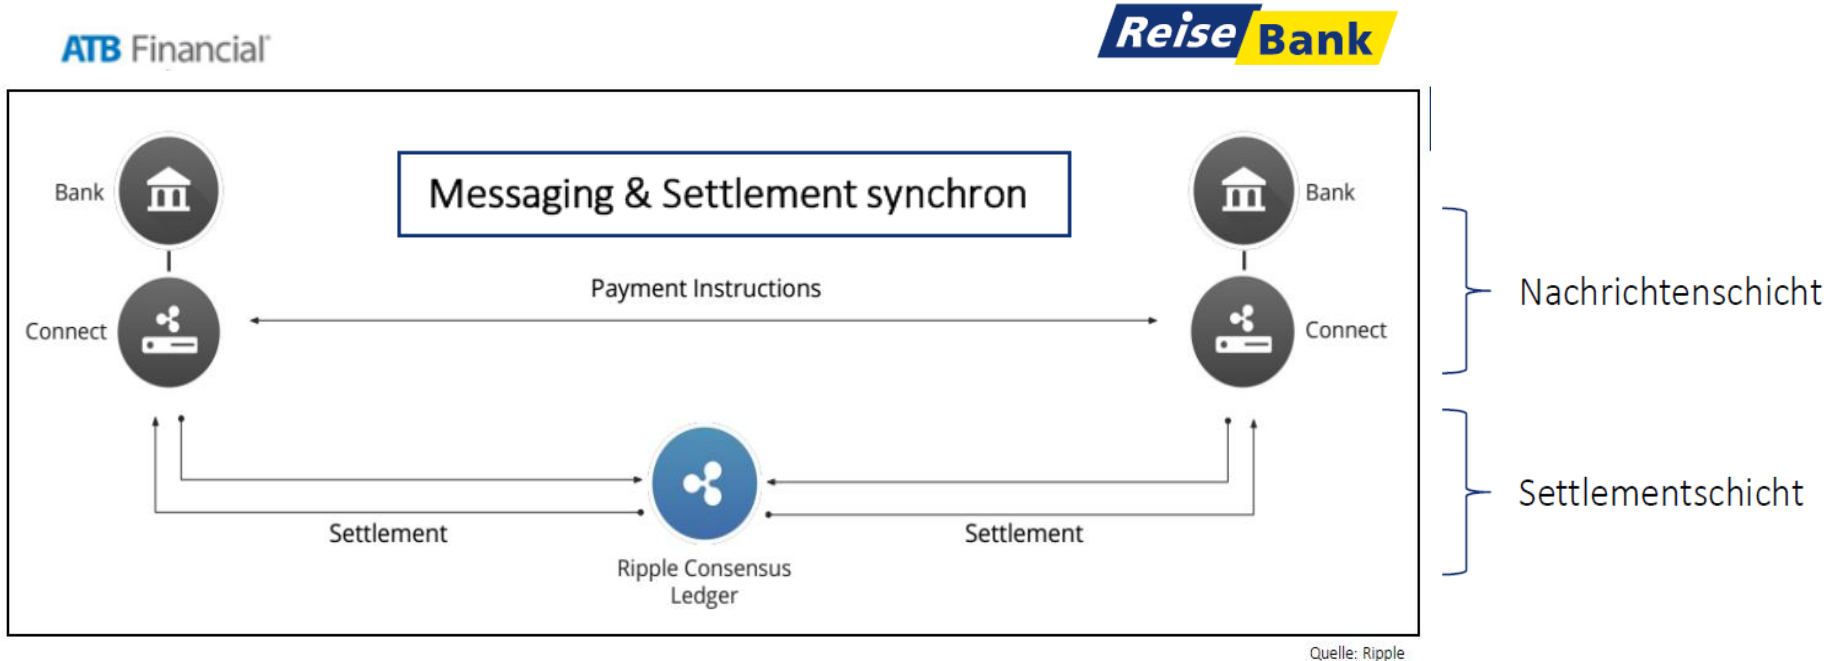 ATB Financial
Reise Bank
Messaging & Settlement synchron
Bank
Bank
Payment Instructions
Nachrichtenschicht
Connect
Connect
Settlementschicht
Settlement
Settlement
Ripple Consensus
Ledger
Quelle: Ripple